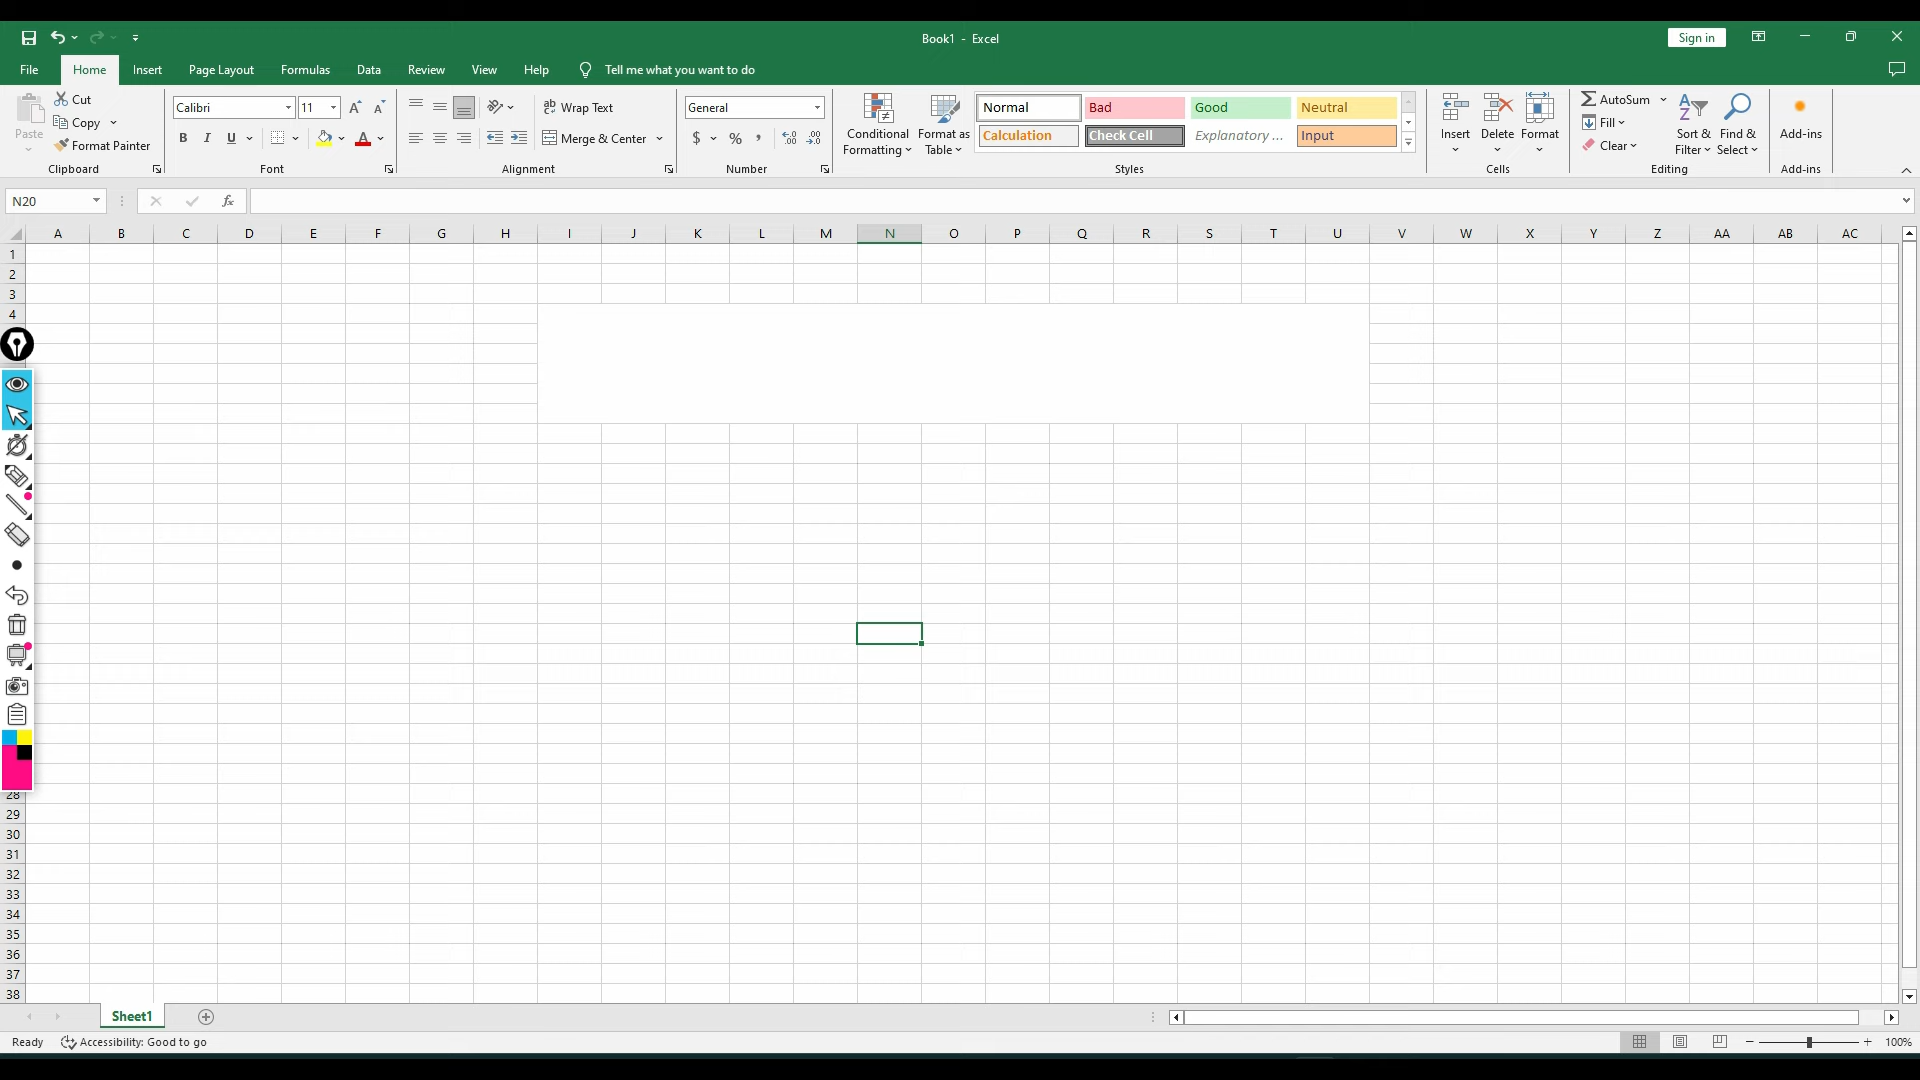 Book1 - Excel
Sign in
File Home Insert Page Layout Formulas Data Review View Help Tell me what you want to do
Paste
Cut
Copy
Format Painter
Clipboard
Calibri 11
B I U
Font
Wrap Text
Merge & Center
Alignment
General
$ % ,
Number
Conditional Formatting
Format as Table
Normal Bad Good Neutral
Calculation Check Cell Explanatory ... Input
Styles
Insert Delete Format
Cells
AutoSum
Fill
Clear
Sort & Filter
Find & Select
Editing
Add-ins
Add-ins
N20
fx
A B C D E F G H I J K L M N O P Q R S T U V W X Y Z AA AB AC
1
2
3
4
28
29
30
31
32
33
34
35
36
37
38
Sheet1
Ready Accessibility: Good to go
100%